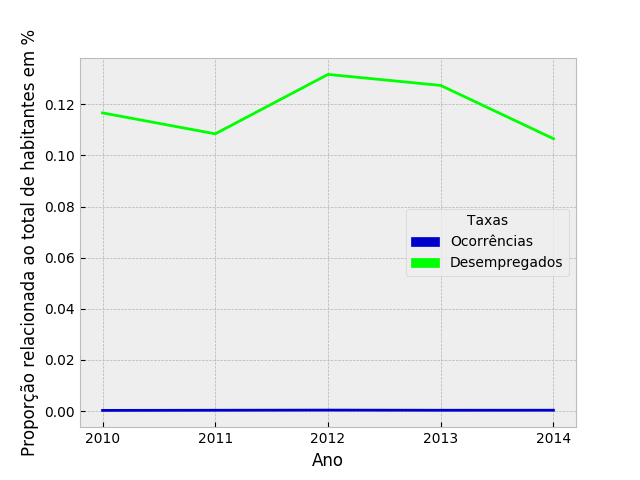 Proporção relacionada ao total de habitantes em %
0.12
0.10
0.08
0.06
0.04
0.02
0.00
Taxas
Ocorrências
Desempregados
2010 2011 2012 2013 2014
Ano